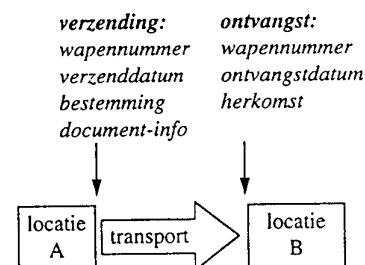 verzending:
wapennummer
verzenddatum
bestemming
document-info
ontvangst:
wapennummer
ontvangstdatum
herkomst
locatie
A
transport
locatie
B